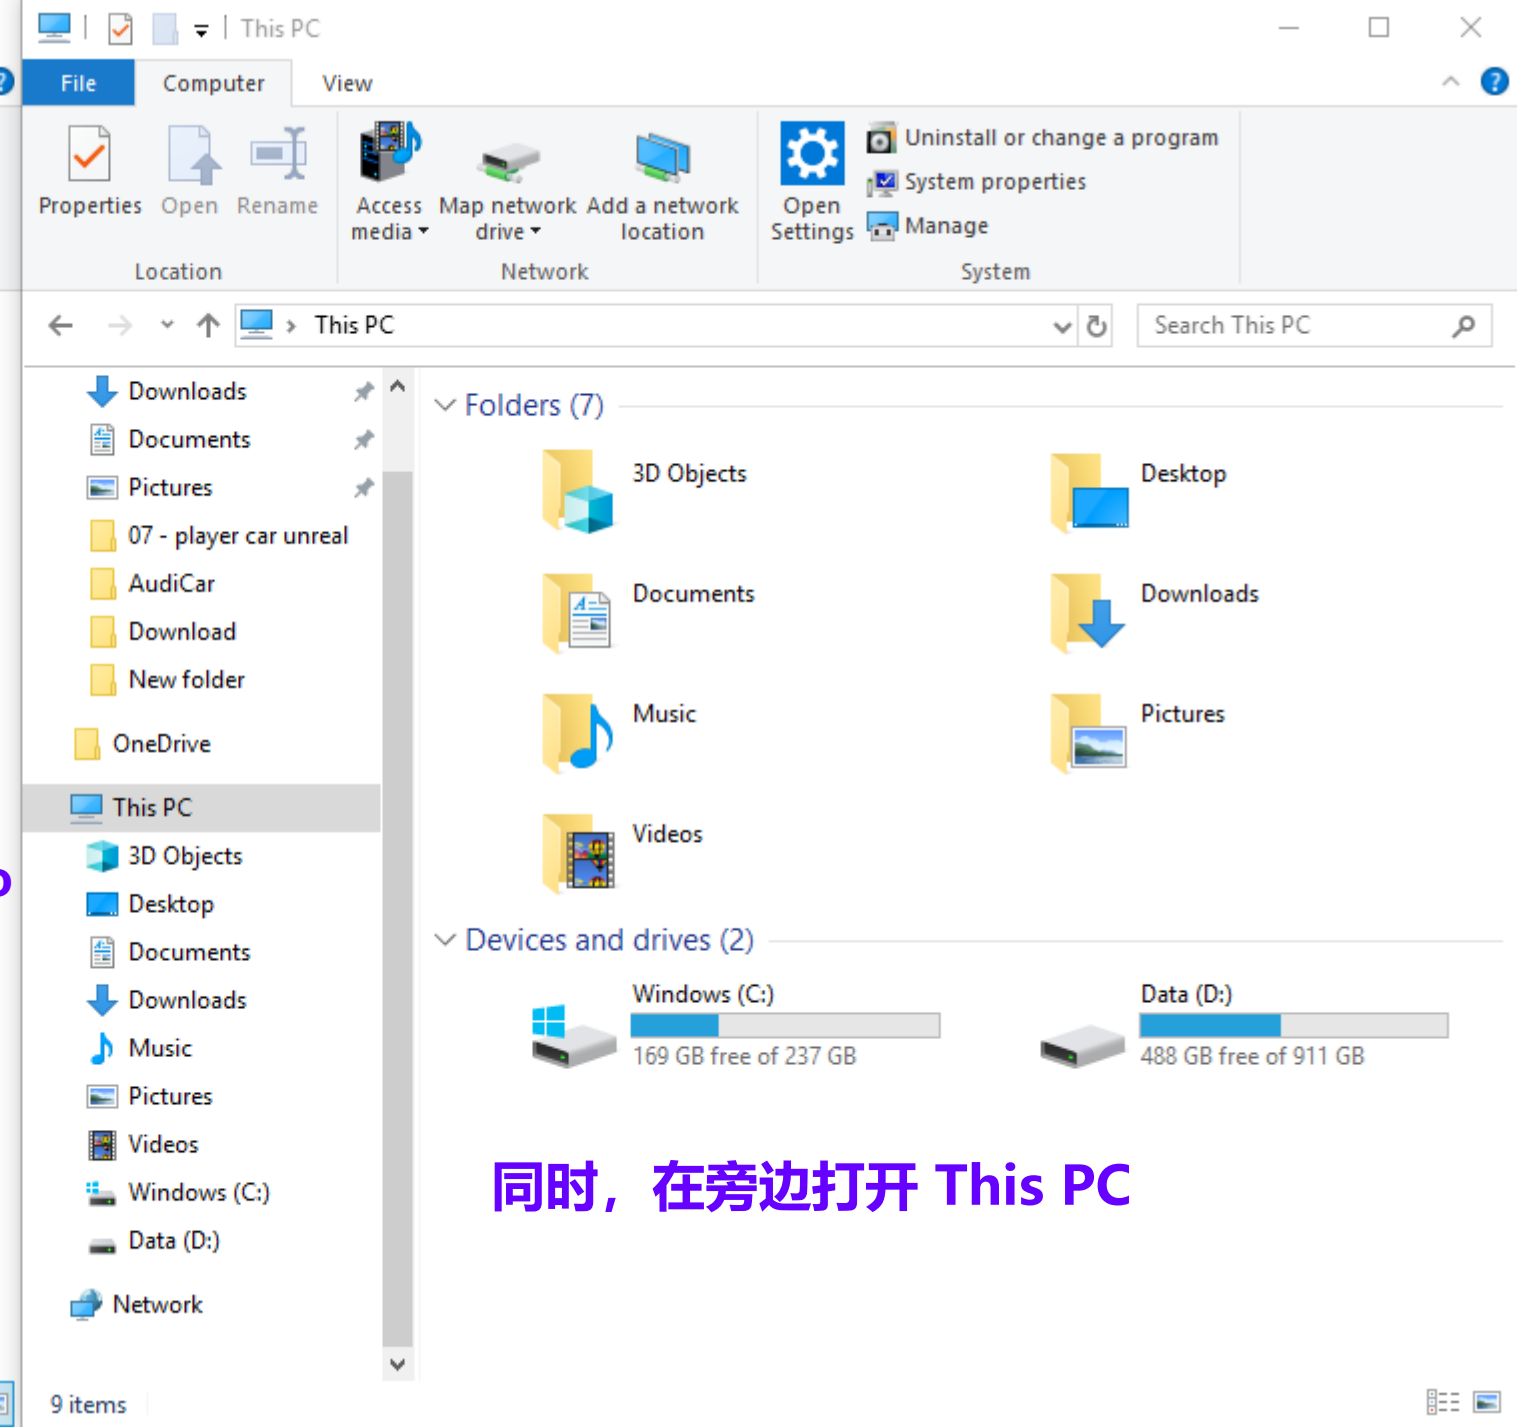 This PC
File Computer View
Properties Open Rename
Access media Map network drive Add a network location
Open Settings
Uninstall or change a program
System properties
Manage
Location Network System
This PC
Search This PC
Downloads
Documents
Pictures
07 - player car unreal
AudiCar
Download
New folder
OneDrive
This PC
3D Objects
Desktop
Documents
Downloads
Music
Pictures
Videos
Windows (C:)
Data (D:)
Network
Folders (7)
3D Objects
Desktop
Documents
Downloads
Music
Pictures
Videos
Devices and drives (2)
Windows (C:)
169 GB free of 237 GB
Data (D:)
488 GB free of 911 GB
同时，在旁边打开 This PC
9 items